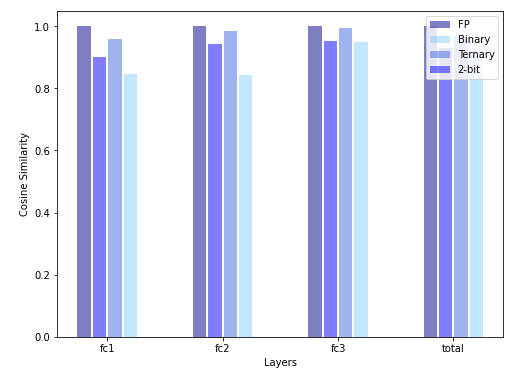 1.0
0.8
0.6
0.4
0.2
0.0
Cosine Similarity
FP
Binary
Ternary
2-bit
fc1 fc2 fc3 total
Layers